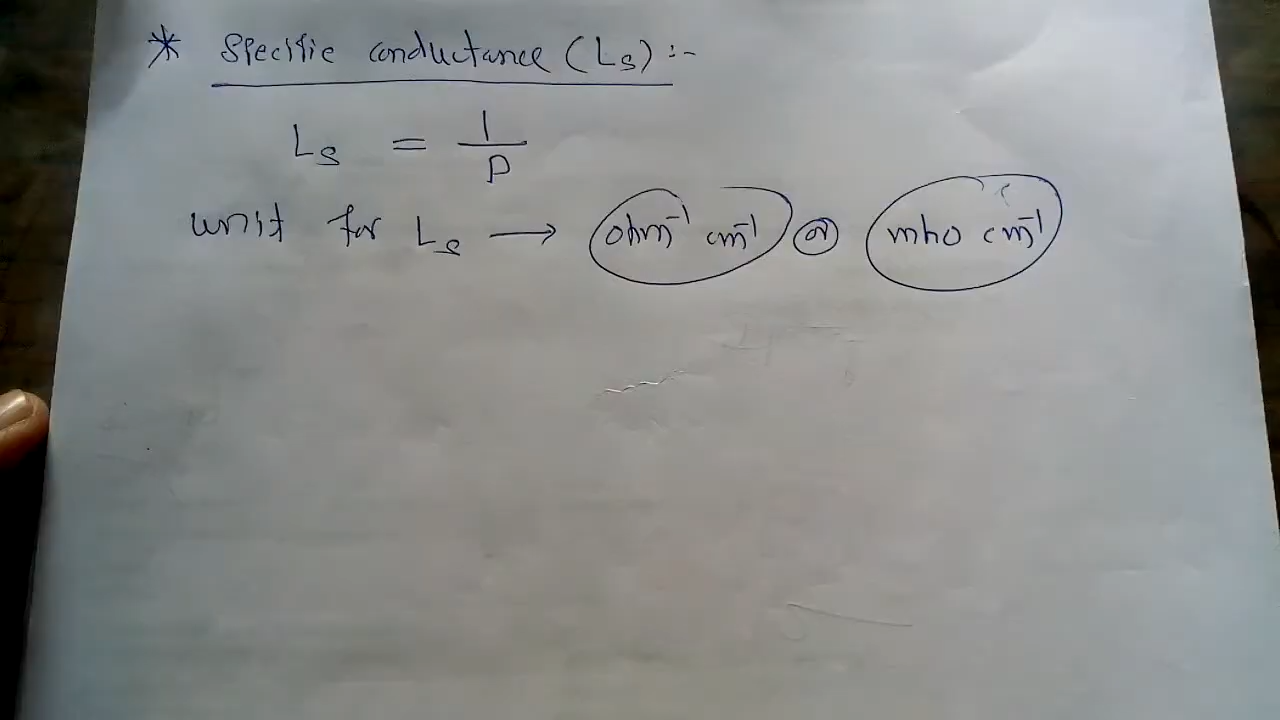 * Specific conductance (Ls) :-
Ls = 1/ρ
unit for Ls → ohm⁻¹ cm⁻¹ or mho cm⁻¹